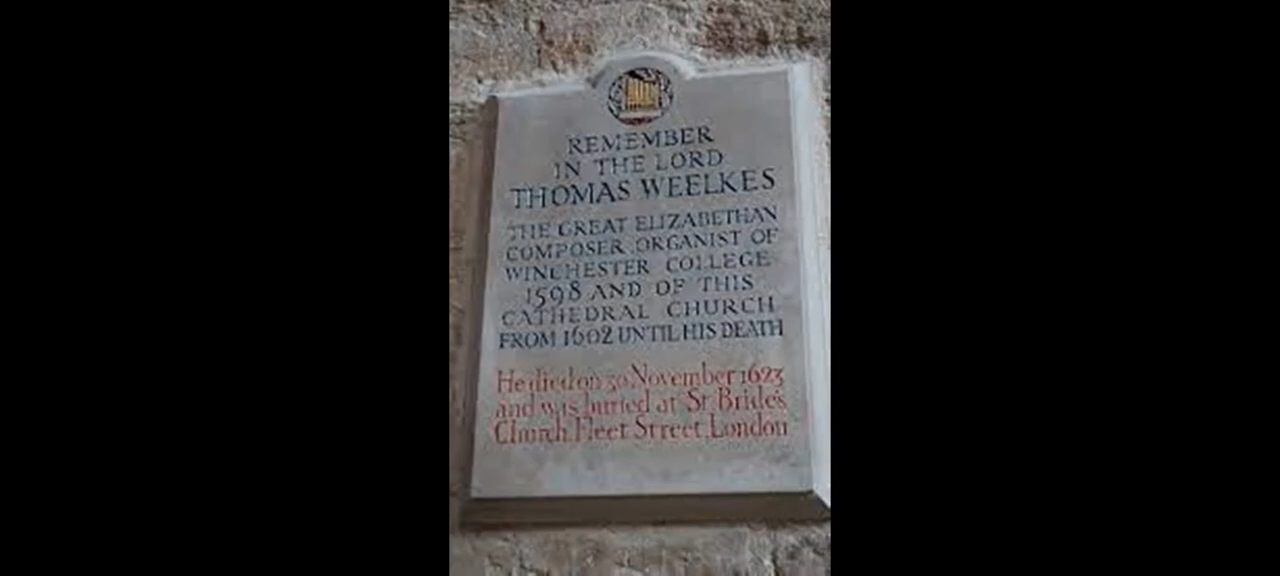 REMEMBER
IN THE LORD
THOMAS WEELKES
THE GREAT ELIZABETHAN
COMPOSER ORGANIST OF
WINCHESTER COLLEGE
1598 AND OF THIS
CATHEDRAL CHURCH
FROM 1602 UNTIL HIS DEATH
He died on 30 November 1623
and was buried at St Bride's
Church, Fleet Street, London